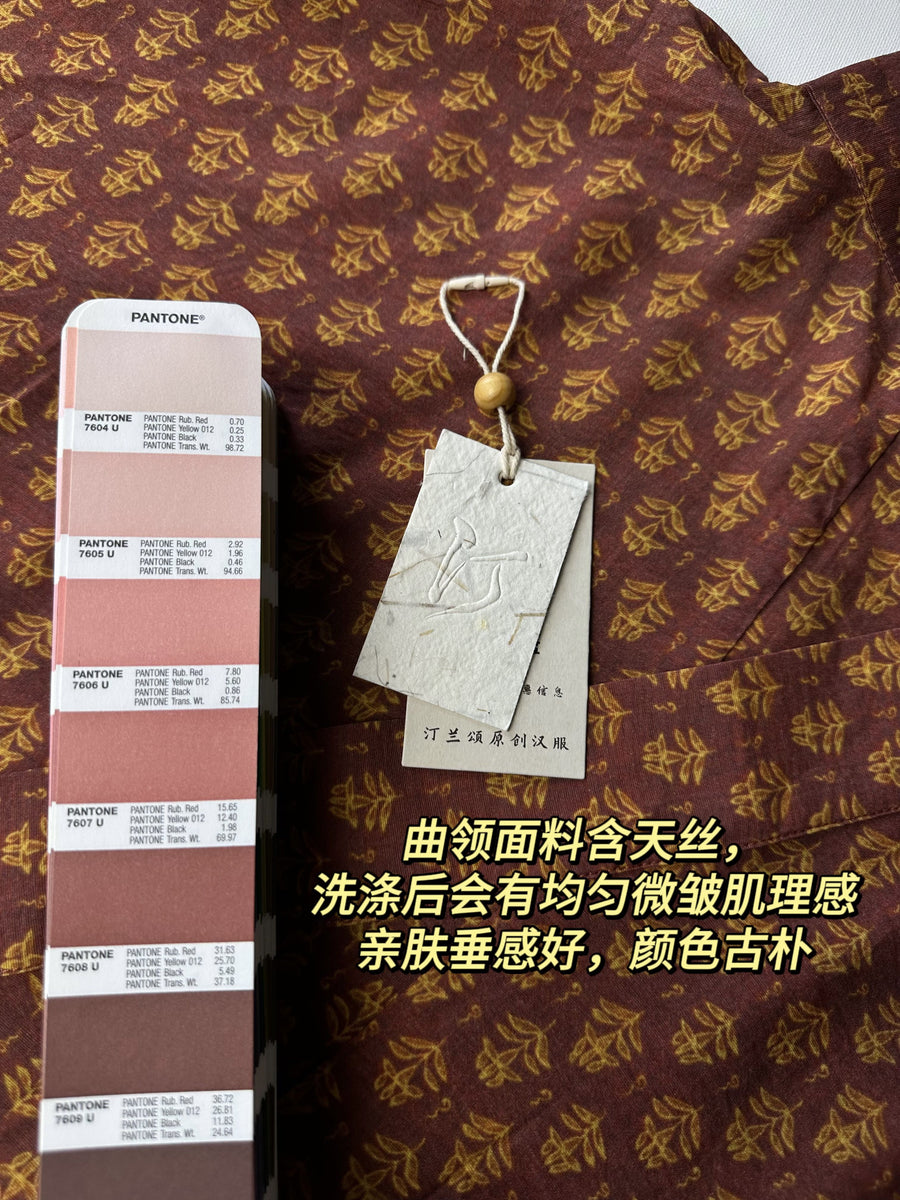 PANTONE®
PANTONE 7604 U
PANTONE Rub. Red 0.70
PANTONE Yellow 012 0.25
PANTONE Black 0.33
PANTONE Trans. Wt. 98.72
PANTONE 7605 U
PANTONE Rub. Red 2.92
PANTONE Yellow 012 1.96
PANTONE Black 0.46
PANTONE Trans. Wt. 94.66
PANTONE 7606 U
PANTONE Rub. Red 7.80
PANTONE Yellow 012 5.60
PANTONE Black 0.86
PANTONE Trans. Wt. 85.74
PANTONE 7607 U
PANTONE Rub. Red 15.65
PANTONE Yellow 012 12.40
PANTONE Black 1.98
PANTONE Trans. Wt. 69.97
PANTONE 7608 U
PANTONE Rub. Red 31.63
PANTONE Yellow 012 25.70
PANTONE Black 5.49
PANTONE Trans. Wt. 37.18
PANTONE 7609 U
PANTONE Rub. Red 36.72
PANTONE Yellow 012 26.81
PANTONE Black 11.83
PANTONE Trans. Wt. 24.64
汀
信息
汀兰颂原创汉服
曲领面料含天丝，
洗涤后会有均匀微皱肌理感
亲肤垂感好，颜色古朴